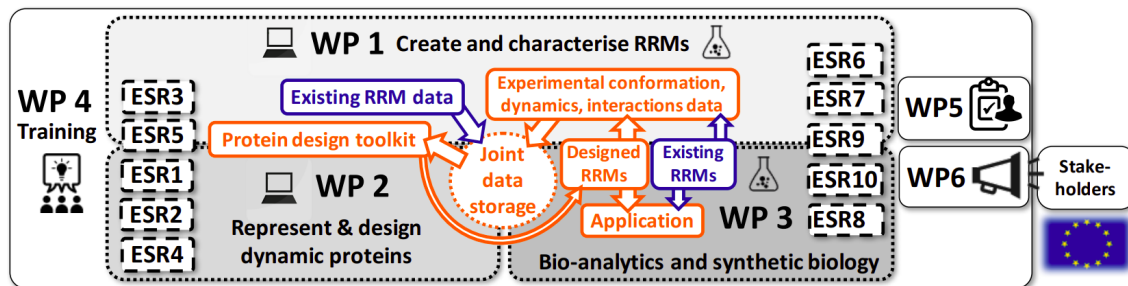 WP 1 Create and characterise RRMs
WP 4
Training
ESR3
ESR5
ESR1
ESR2
ESR4
Existing RRM data
Experimental conformation,
dynamics, interactions data
Protein design toolkit
Joint
data
storage
Designed
RRMs
Existing
RRMs
Application
WP 2
Represent & design
dynamic proteins
WP 3
Bio-analytics and synthetic biology
ESR6
ESR7
ESR9
ESR10
ESR8
WP5
WP6
Stake-
holders